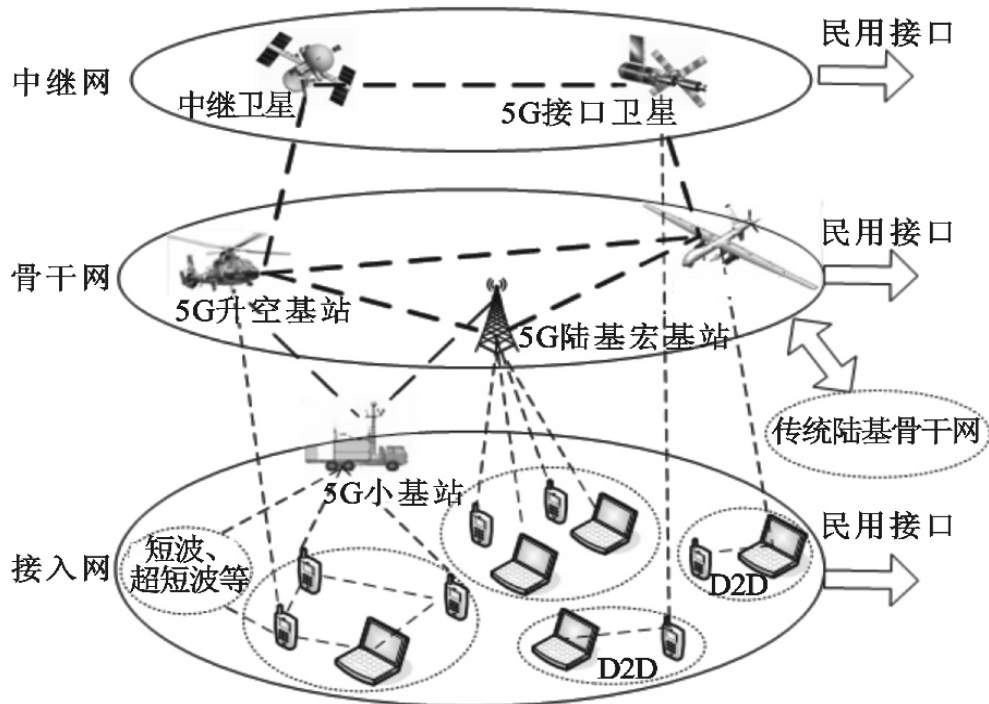 民用接口
中继网
中继卫星
5G接口卫星
民用接口
骨干网
5G升空基站
5G陆基宏基站
传统陆基骨干网
5G小基站
民用接口
接入网
短波、
超短波等
D2D
D2D